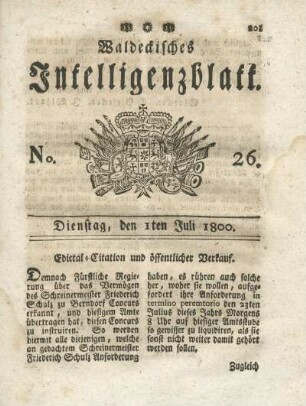 201
Waldeckisches
Intelligenzblatt.
No. 26.
Dienstag, den 1ten Juli 1800.
Edictal-Citation und öffentlicher Verkauf.
Demnach Fürstliche Regie-
rung über das Vermögen
des Schreinermeister Friederich
Schulz zu Berndorf Concurs
erkannt, und hiesigem Amte
übertragen hat, diesen Concurs
zu instruiren. So werden
hiermit alle diejenigen, welche
an gedachtem Schreinermeister
Friederich Schulz Anforderung
haben, es rühren auch solche
her, woher sie wollen, aufge-
fordert ihre Anforderung in
termino peremtorio den 23ten
Julius dieses Jahrs Morgens
8 Uhr auf hiesiger Amtsstube
so gewisser zu liquidiren, als sie
sonst nicht weiter damit gehört
werden sollen.
Zugleich